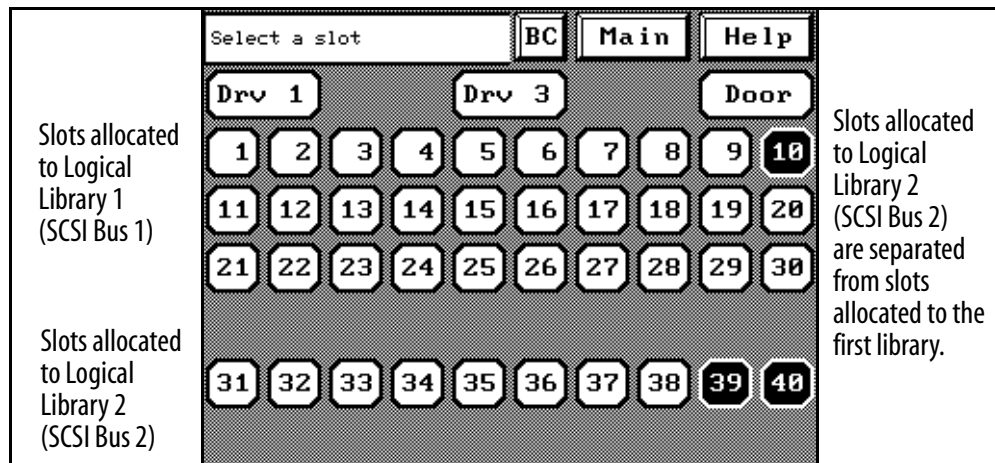 Select a slot BC Main Help
Drv 1 Drv 3 Door
Slots allocated
to Logical
Library 1
(SCSI Bus 1)
1 2 3 4 5 6 7 8 9 10
11 12 13 14 15 16 17 18 19 20
21 22 23 24 25 26 27 28 29 30
Slots allocated
to Logical
Library 2
(SCSI Bus 2)
are separated
from slots
allocated to the
first library.
Slots allocated
to Logical
Library 2
(SCSI Bus 2)
31 32 33 34 35 36 37 38 39 40